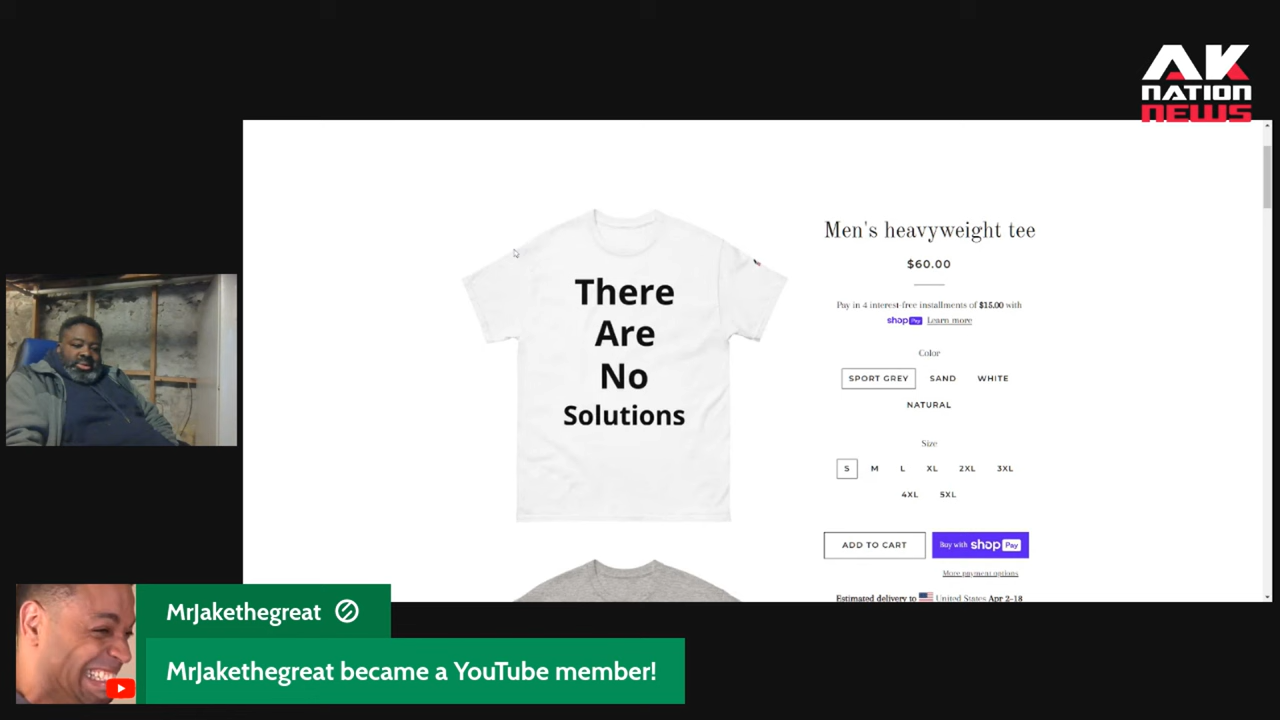 AK
NATION
NEWS
There
Are
No
Solutions
Men's heavyweight tee
$60.00
Pay in 4 interest-free installments of $15.00 with
shop Pay Learn more
Color
SPORT GREY SAND WHITE
NATURAL
Size
S M L XL 2XL 3XL
4XL 5XL
ADD TO CART Buy with shop Pay
More payment options
Estimated delivery to United States Apr 2-18
MrJakethegreat
MrJakethegreat became a YouTube member!